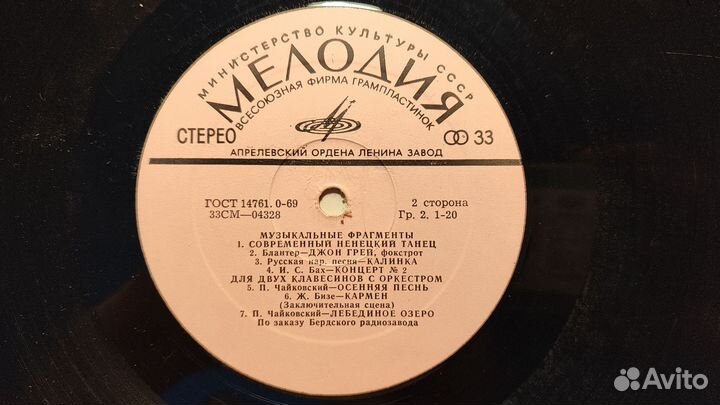 МИНИСТЕРСТВО КУЛЬТУРЫ СССР
МЕЛОДИЯ
ВСЕСОЮЗНАЯ ФИРМА ГРАМПЛАСТИНОК
СТЕРЕО
33
АПРЕЛЕВСКИЙ ОРДЕНА ЛЕНИНА ЗАВОД
ГОСТ 14761.0-69
2 сторона
33СМ—04328
Гр. 2. 1-20
МУЗЫКАЛЬНЫЕ ФРАГМЕНТЫ
1. СОВРЕМЕННЫЙ НЕНЕЦКИЙ ТАНЕЦ
2. Блантер—ДЖОН ГРЕЙ, фокстрот
3. Русская нар. песня—КАЛИНКА
4. И. С. Бах—КОНЦЕРТ № 2
ДЛЯ ДВУХ КЛАВЕСИНОВ С ОРКЕСТРОМ
5. П. Чайковский—ОСЕННЯЯ ПЕСНЬ
6. Ж. Бизе—КАРМЕН
(Заключительная сцена)
7. П. Чайковский—ЛЕБЕДИНОЕ ОЗЕРО
По заказу Бердского радиозавода
Avito